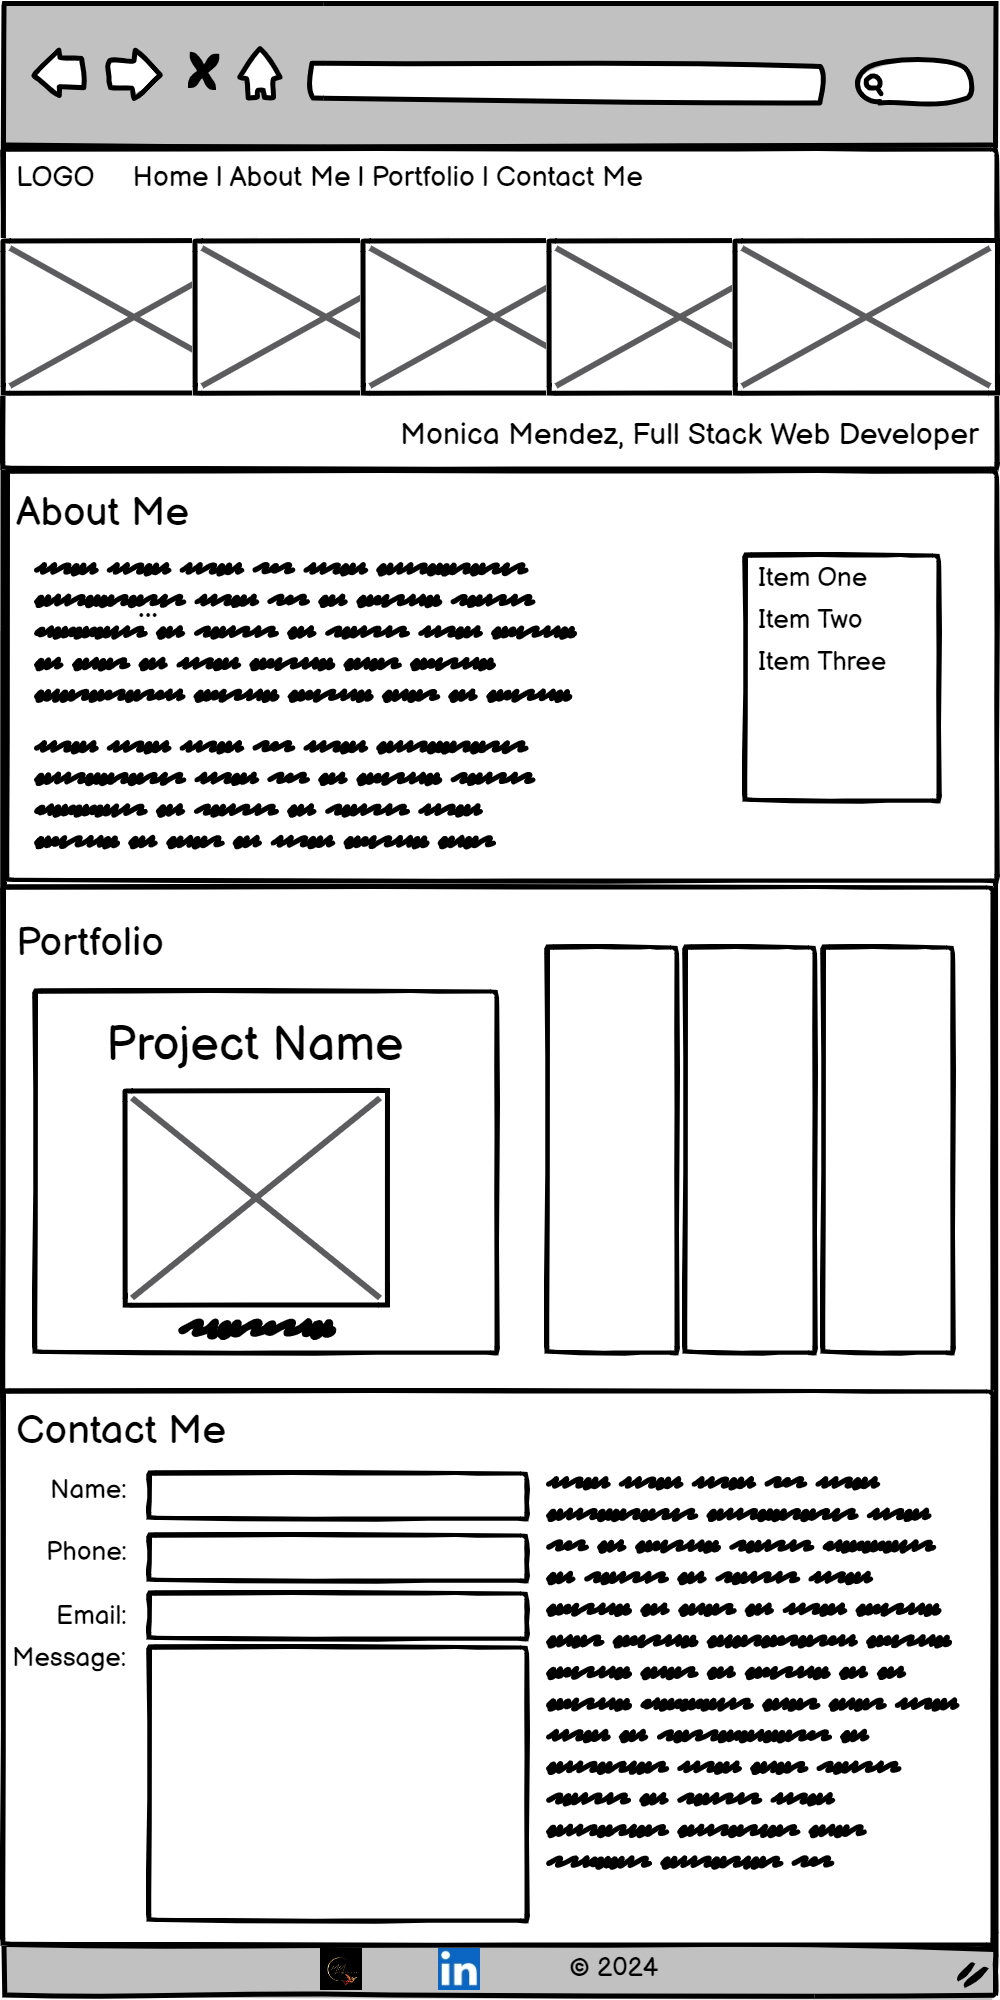 LOGO
Home | About Me | Portfolio | Contact Me
Monica Mendez, Full Stack Web Developer
About Me
...
Item One
Item Two
Item Three
Portfolio
Project Name
Contact Me
Name:
Phone:
Email:
Message:
in
© 2024